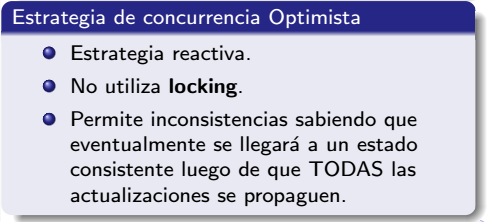 Estrategia de concurrencia Optimista
Estrategia reactiva.
No utiliza locking.
Permite inconsistencias sabiendo que
eventualmente se llegará a un estado
consistente luego de que TODAS las
actualizaciones se propaguen.